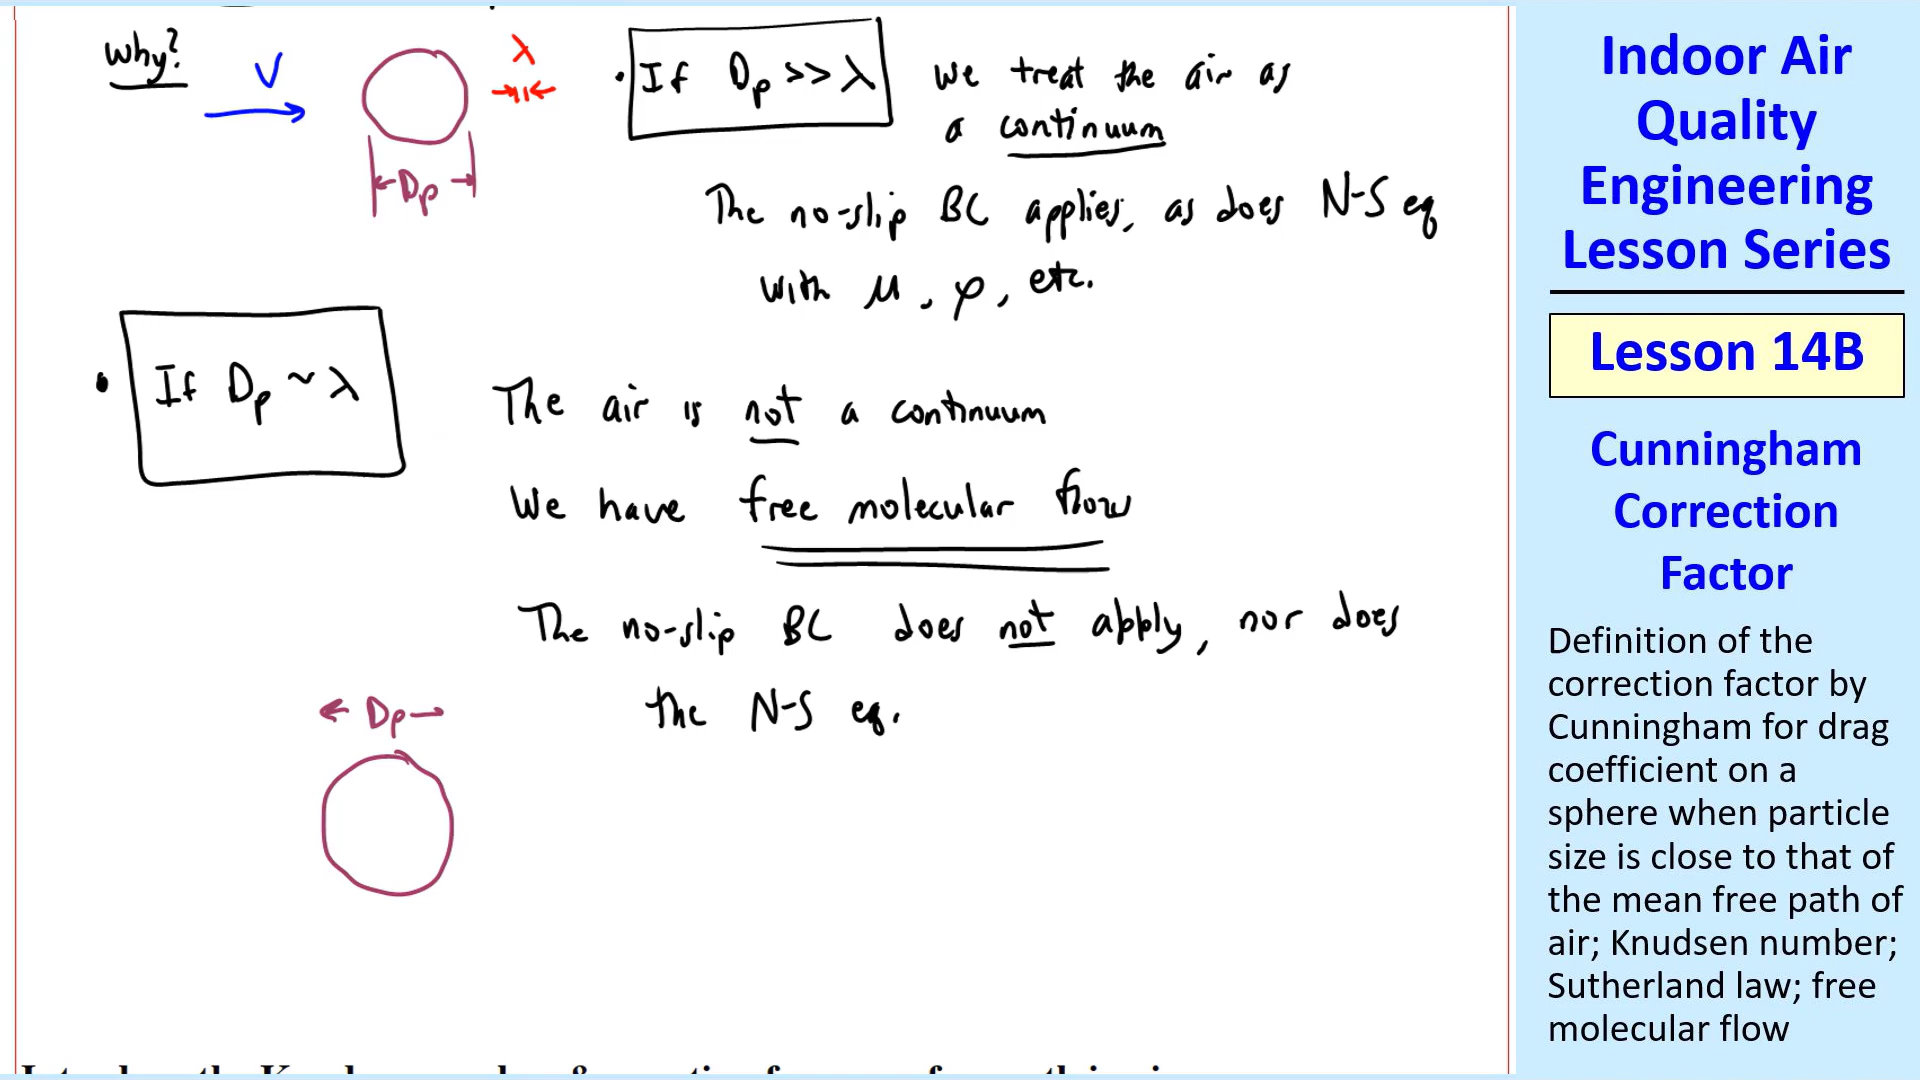 Why?
V
λ
Dp
• If Dp >> λ
We treat the air as
a continuum
The no-slip BC applies, as does N-S eq
with μ, ρ, etc.
• If Dp ~ λ
The air is not a continuum
We have free molecular flow
The no-slip BC does not apply, nor does
the N-S eq.
Dp
Indoor Air
Quality
Engineering
Lesson Series
Lesson 14B
Cunningham
Correction
Factor
Definition of the
correction factor by
Cunningham for drag
coefficient on a
sphere when particle
size is close to that of
the mean free path of
air; Knudsen number;
Sutherland law; free
molecular flow